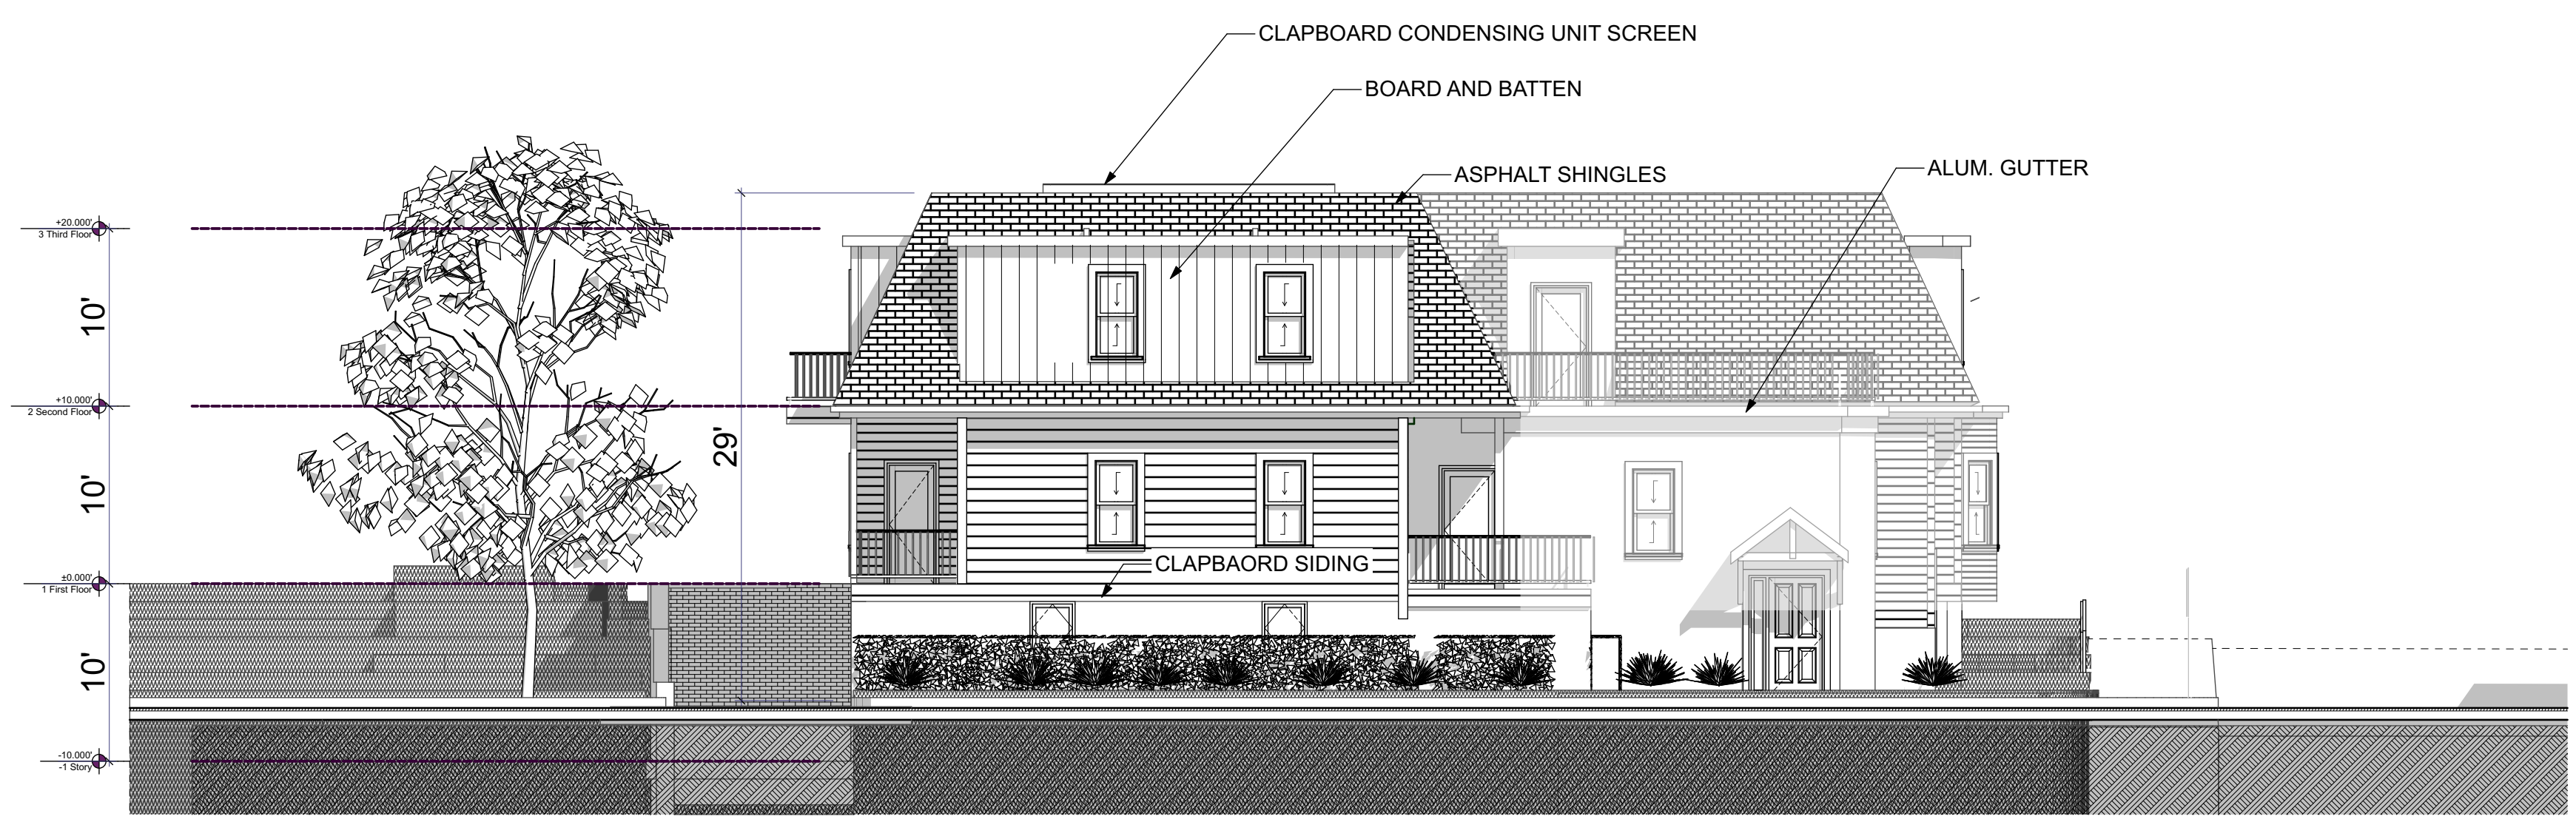 CLAPBOARD CONDENSING UNIT SCREEN
BOARD AND BATTEN
ASPHALT SHINGLES
ALUM. GUTTER
+20.000'
3 Third Floor
10'
+10.000'
2 Second Floor
29'
10'
CLAPBAORD SIDING
±0.000'
1 First Floor
10'
-10.000'
-1 Story